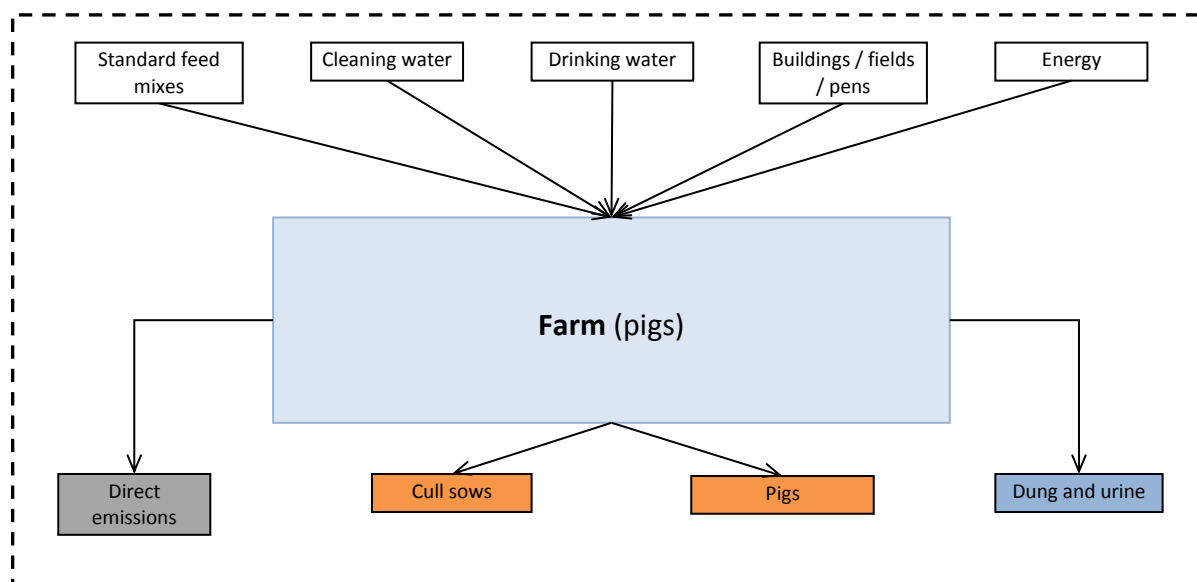 Standard feed
mixes
Cleaning water
Drinking water
Buildings / fields
/ pens
Energy
Farm (pigs)
Direct
emissions
Cull sows
Pigs
Dung and urine